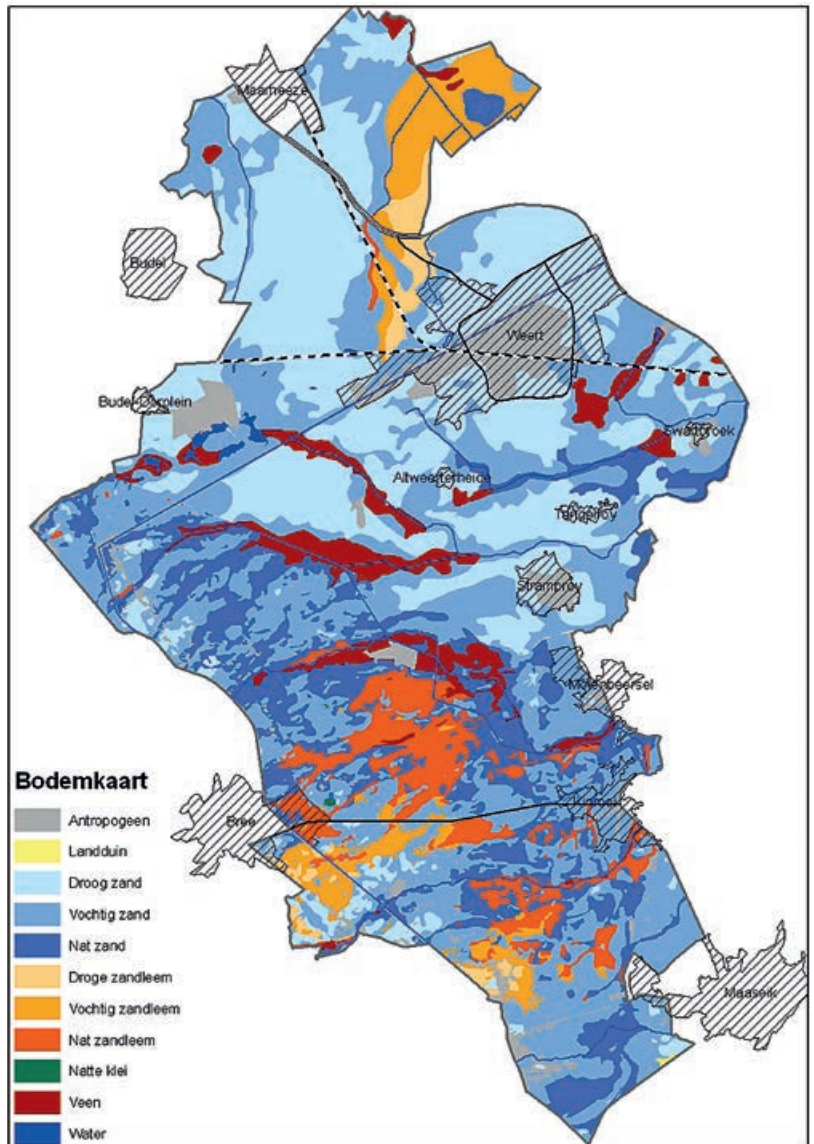 Maarheeze
Budel
Weert
Budel-Dorplein
Swartbroek
Altweerterheide
Tungelroy
Stramproy
Molenbeersel
Bodemkaart
Bree
Kinrooi
Antropogeen
Landduin
Droog zand
Vochtig zand
Nat zand
Droge zandleem
Maaseik
Vochtig zandleem
Nat zandleem
Natte klei
Veen
Water